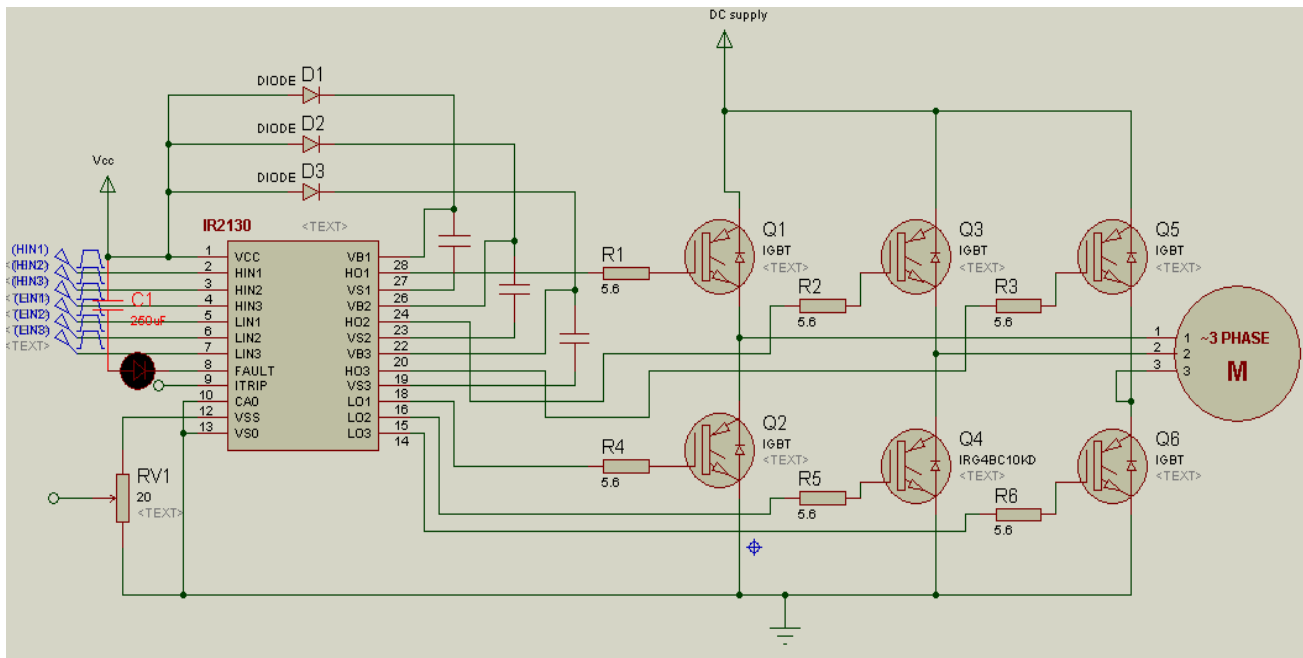 DC supply
DIODE D1
DIODE D2
DIODE D3
Vcc
IR2130
<TEXT>
(HIN1)
(HIN2)
(HIN3)
(EIN1)
(EIN2)
(EIN3)
<TEXT>
C1
250uF
1 VCC VB1 28
2 HIN1 HO1 27
3 HIN2 VS1 26
4 HIN3 VB2 24
5 LIN1 HO2 23
6 LIN2 VS2 22
7 LIN3 VB3 20
8 FAULT HO3 19
9 ITRIP VS3 18
10 CAO LO1 16
12 VSS LO2 15
13 VSO LO3 14
RV1
20
<TEXT>
R1
5.6
R2
5.6
R3
5.6
R4
5.6
R5
5.6
R6
5.6
Q1
IGBT
<TEXT>
Q3
IGBT
<TEXT>
Q5
IGBT
<TEXT>
Q2
IGBT
<TEXT>
Q4
IRG4BC10KD
<TEXT>
Q6
IGBT
<TEXT>
1 1
2 2
3 3
~3 PHASE
M